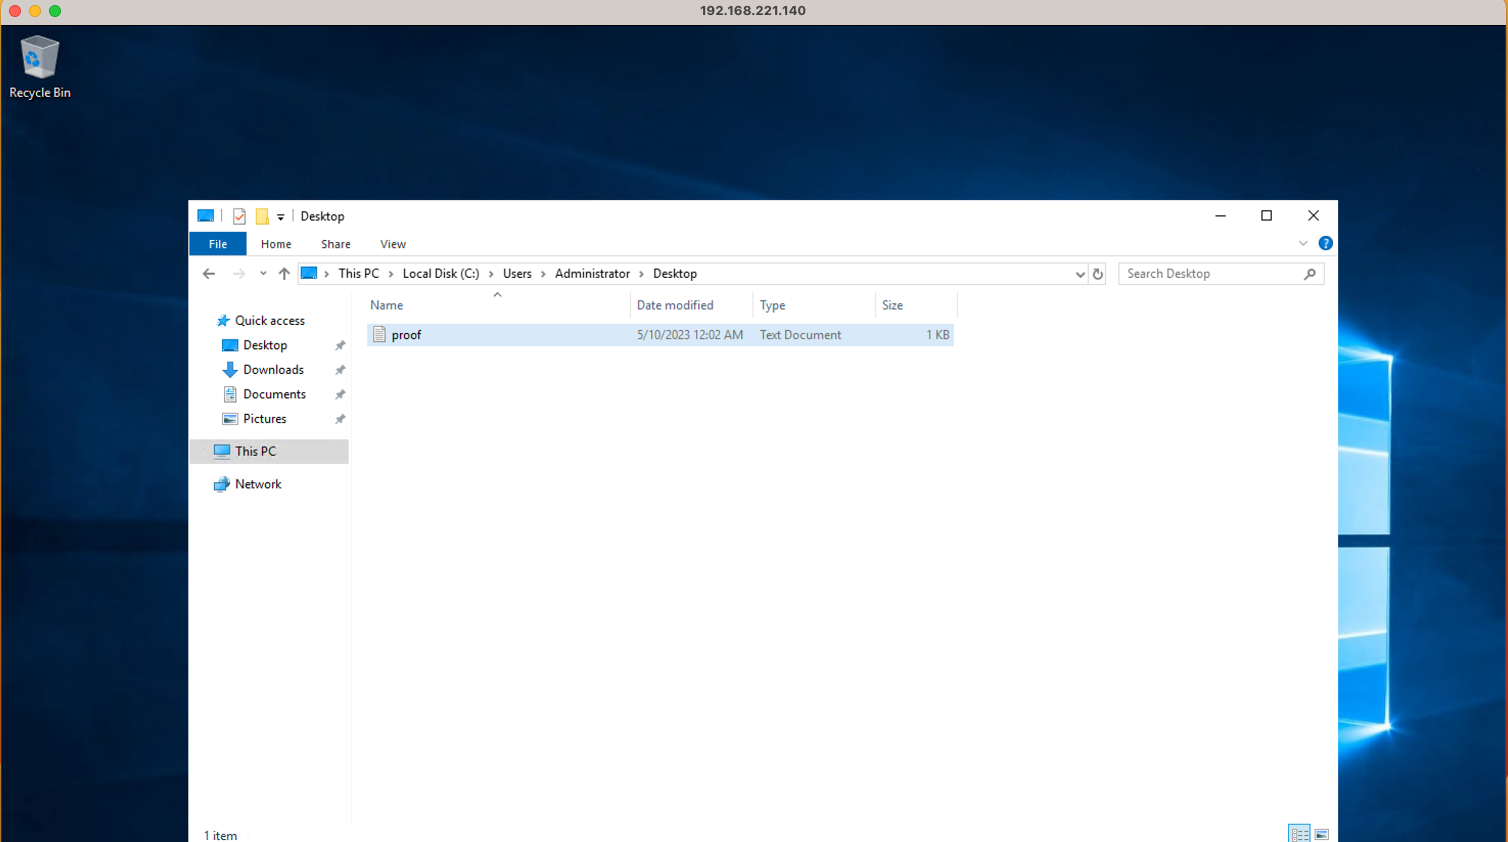 192.168.221.140
Recycle Bin
Desktop
File Home Share View
This PC Local Disk (C:) Users Administrator Desktop Search Desktop
Name Date modified Type Size
Quick access
proof 5/10/2023 12:02 AM Text Document 1 KB
Desktop
Downloads
Documents
Pictures
This PC
Network
1 item